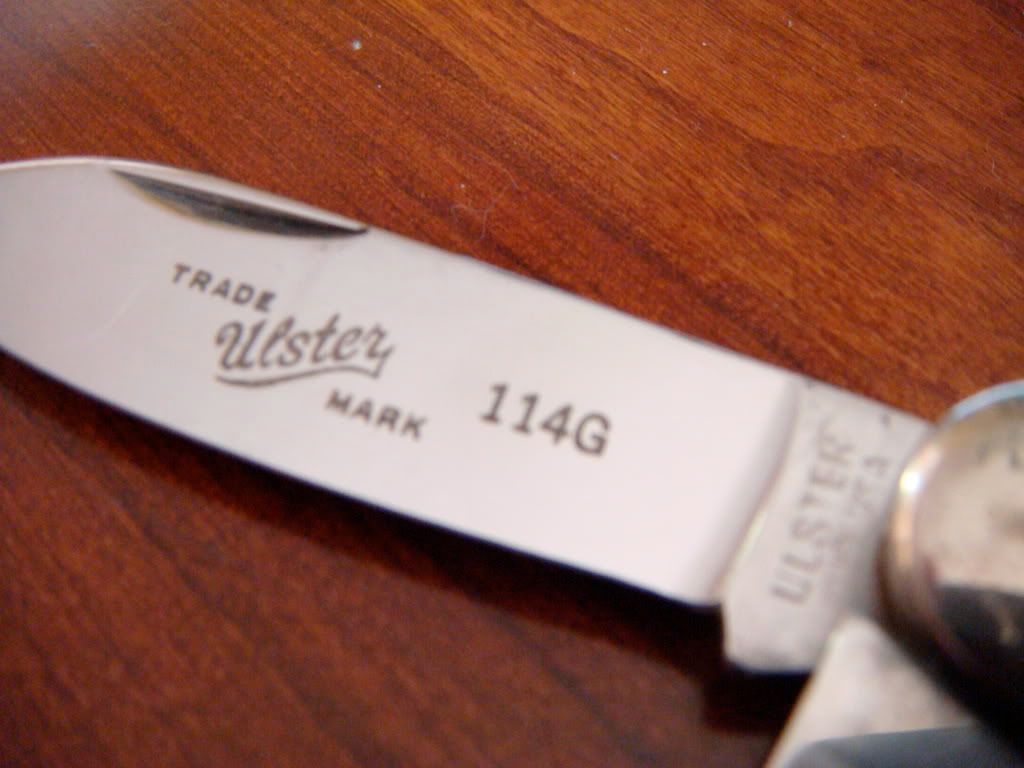 TRADE
Ulster
MARK
114G
ULSTER